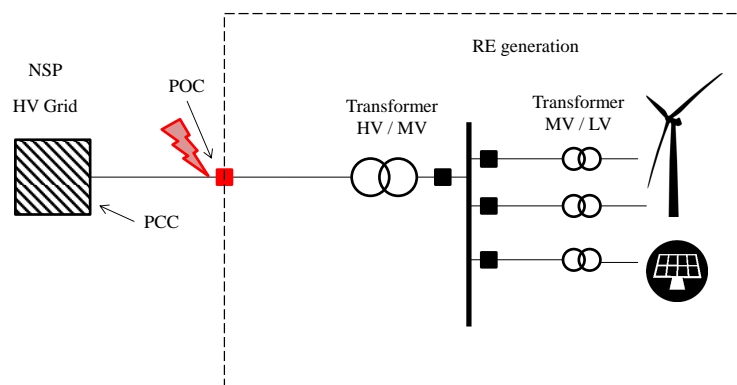 RE generation
NSP
HV Grid
POC
Transformer
HV / MV
Transformer
MV / LV
PCC